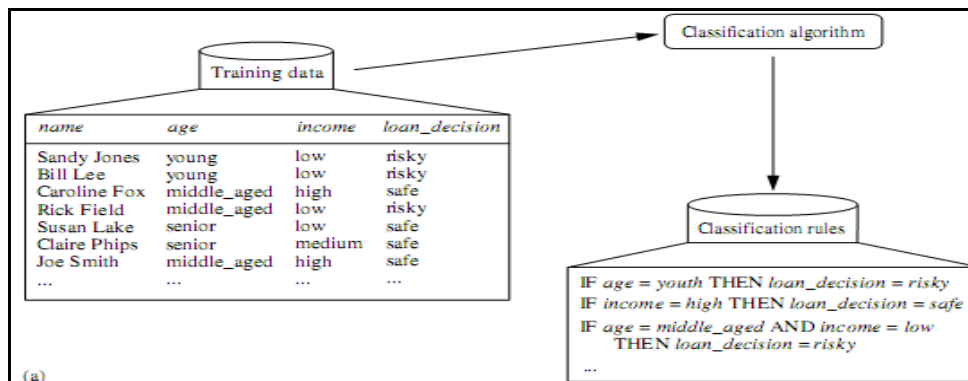 Classification algorithm
Training data
name age income loan_decision
Sandy Jones young low risky
Bill Lee young low risky
Caroline Fox middle_aged high safe
Rick Field middle_aged low risky
Susan Lake senior low safe
Claire Phips senior medium safe
Joe Smith middle_aged high safe
... ... ... ...
Classification rules
IF age = youth THEN loan_decision = risky
IF income = high THEN loan_decision = safe
IF age = middle_aged AND income = low
THEN loan_decision = risky
...
(a)